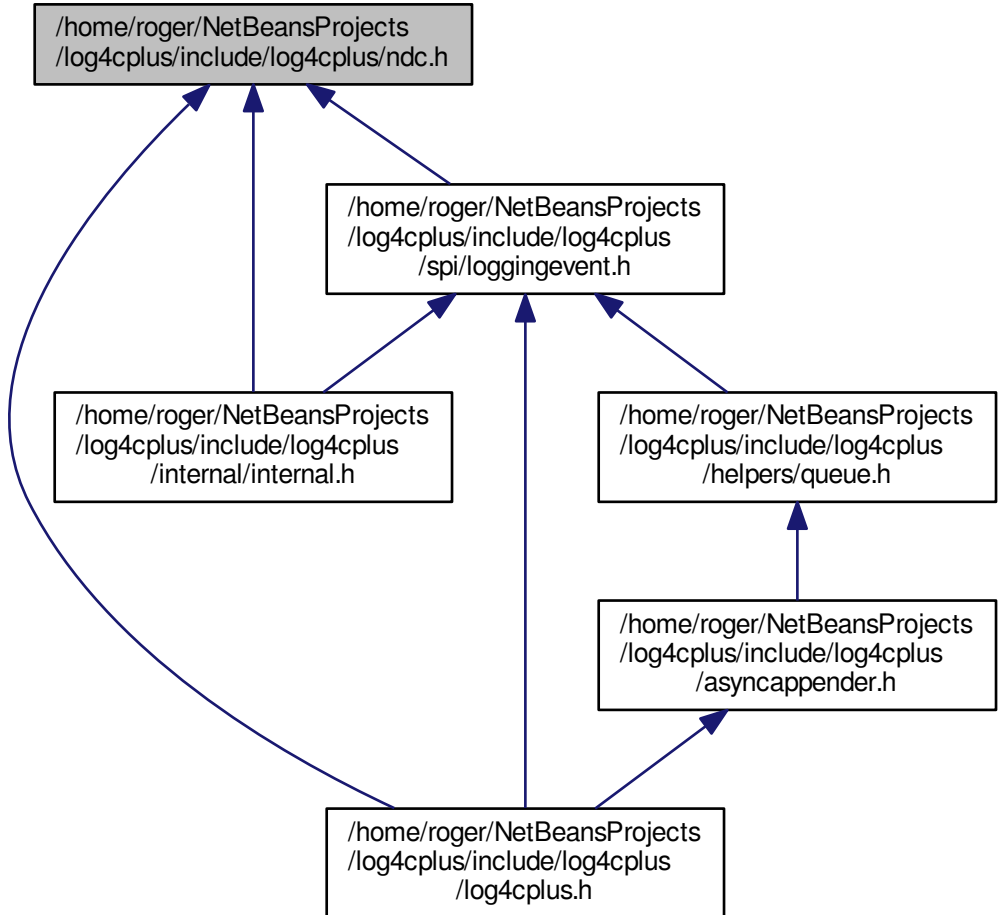 /home/roger/NetBeansProjects
/log4cplus/include/log4cplus/ndc.h
/home/roger/NetBeansProjects
/log4cplus/include/log4cplus
/spi/loggingevent.h
/home/roger/NetBeansProjects
/log4cplus/include/log4cplus
/internal/internal.h
/home/roger/NetBeansProjects
/log4cplus/include/log4cplus
/helpers/queue.h
/home/roger/NetBeansProjects
/log4cplus/include/log4cplus
/asyncappender.h
/home/roger/NetBeansProjects
/log4cplus/include/log4cplus
/log4cplus.h